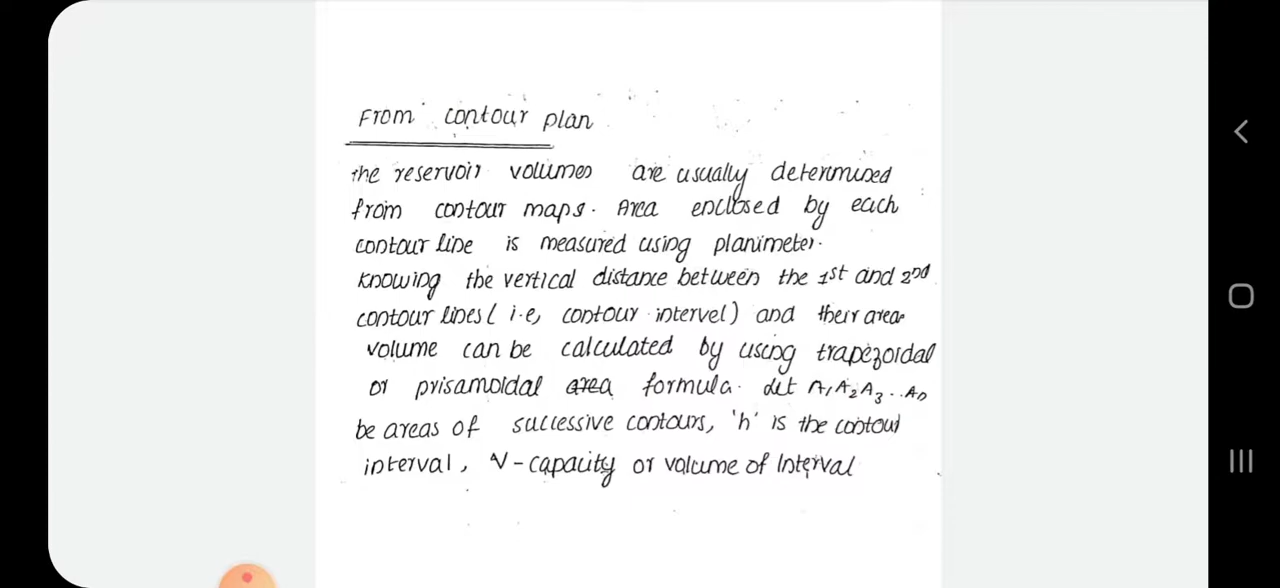 From contour plan
the reservoir volumes are usually determined
from contour maps. Area enclosed by each
contour line is measured using planimeter.
Knowing the vertical distance between the 1st and 2nd
contour lines (i.e, contour intervel) and their area
volume can be calculated by using trapezoidal
or prisamoidal area formula. Let A1 A2 A3 .. An
be areas of successive contours, 'h' is the contour
interval, V-capacity or volume of Interval